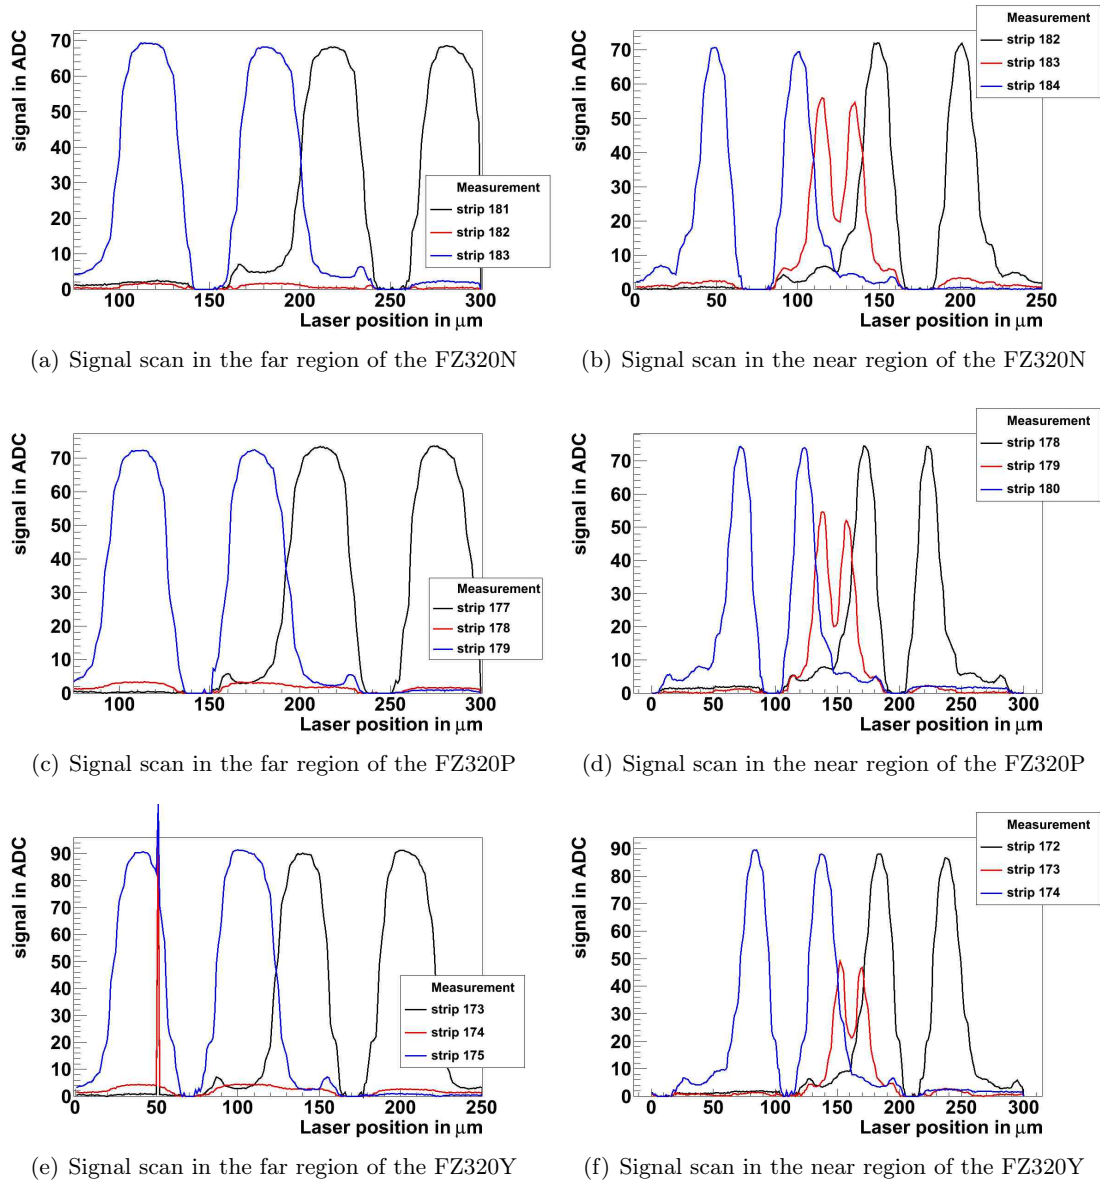 signal in ADC
70
60
50
40
30
20
10
0
100
150
200
250
300
Laser position in μm
Measurement
strip 181
strip 182
strip 183
(a) Signal scan in the far region of the FZ320N
signal in ADC
70
60
50
40
30
20
10
0
0
50
100
150
200
250
Laser position in μm
Measurement
strip 182
strip 183
strip 184
(b) Signal scan in the near region of the FZ320N
signal in ADC
70
60
50
40
30
20
10
0
100
150
200
250
300
Laser position in μm
Measurement
strip 177
strip 178
strip 179
(c) Signal scan in the far region of the FZ320P
signal in ADC
70
60
50
40
30
20
10
0
0
50
100
150
200
250
300
Laser position in μm
Measurement
strip 178
strip 179
strip 180
(d) Signal scan in the near region of the FZ320P
signal in ADC
90
80
70
60
50
40
30
20
10
0
0
50
100
150
200
250
Laser position in μm
Measurement
strip 173
strip 174
strip 175
(e) Signal scan in the far region of the FZ320Y
signal in ADC
90
80
70
60
50
40
30
20
10
0
0
50
100
150
200
250
300
Laser position in μm
Measurement
strip 172
strip 173
strip 174
(f) Signal scan in the near region of the FZ320Y